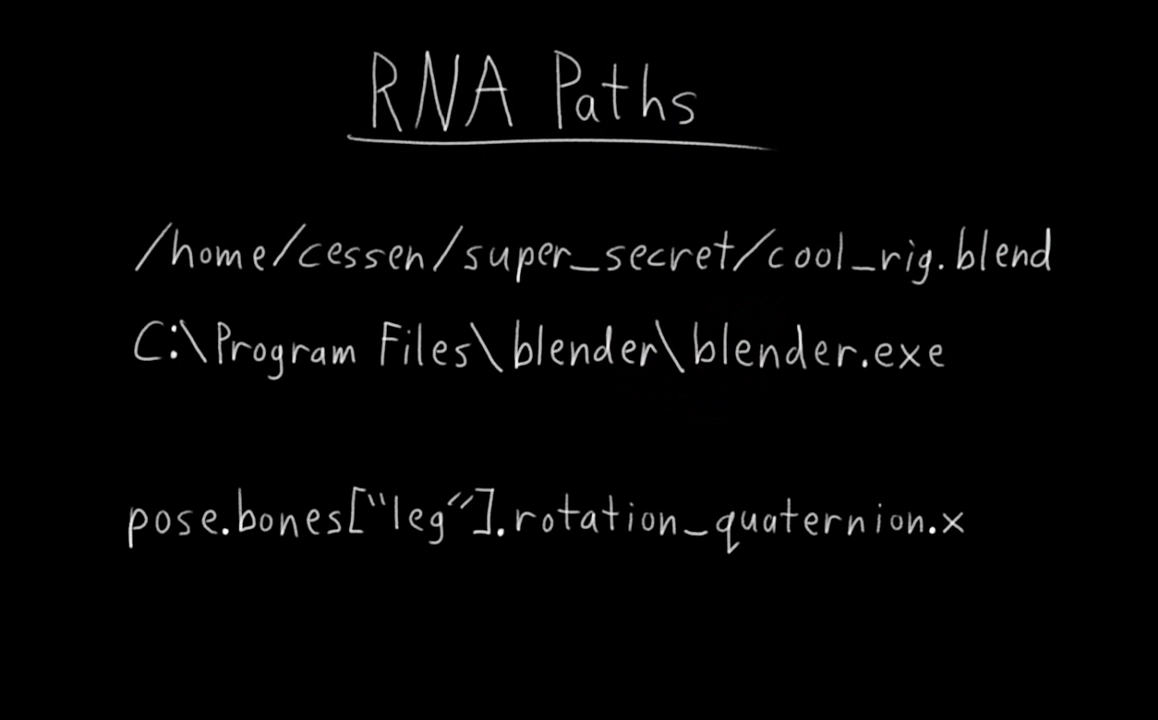 RNA Paths
/home/cessen/super_secret/cool_rig.blend
C:\Program Files\blender\blender.exe
pose.bones["leg"].rotation_quaternion.x